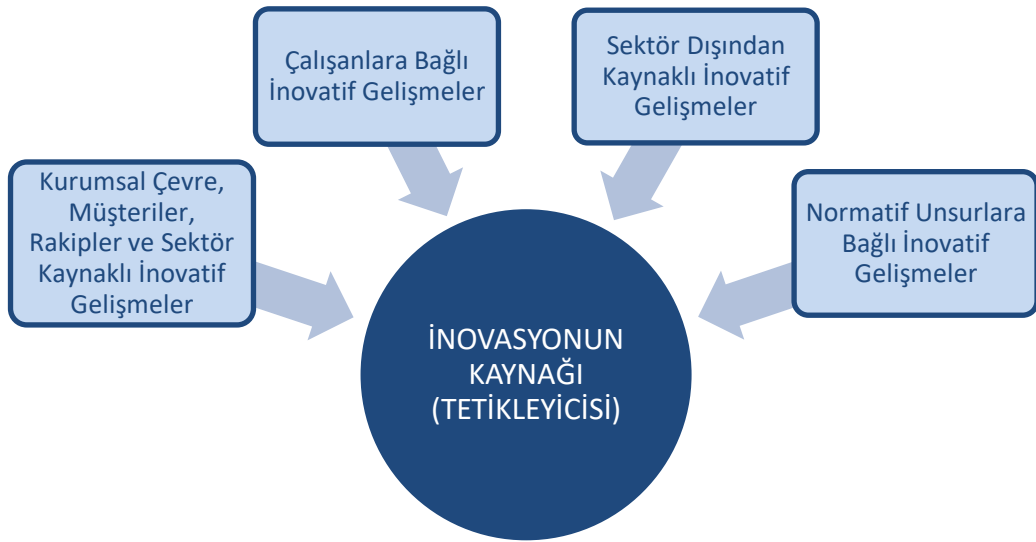 Kurumsal Çevre,
Müşteriler,
Rakipler ve Sektör
Kaynaklı İnovatif
Gelişmeler
Çalışanlara Bağlı
İnovatif Gelişmeler
Sektör Dışından
Kaynaklı İnovatif
Gelişmeler
Normatif Unsurlara
Bağlı İnovatif
Gelişmeler
İNOVASYONUN
KAYNAĞI
(TETİKLEYİCİSİ)